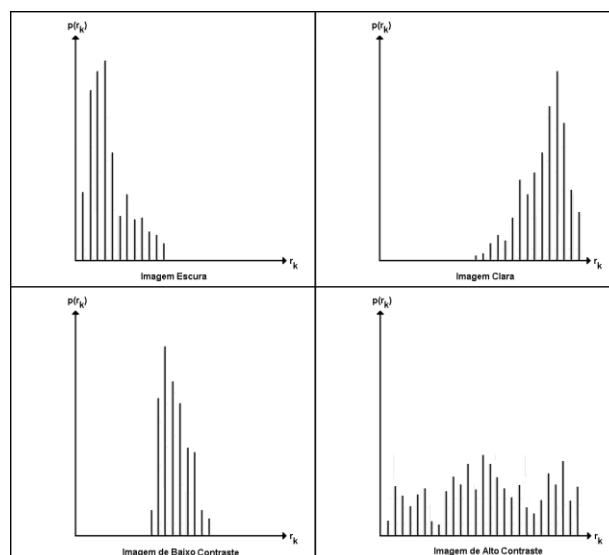 p(rk)
rk
Imagem Escura
p(rk)
rk
Imagem Clara
p(rk)
rk
Imagem de Baixo Contraste
p(rk)
rk
Imagem de Alto Contraste